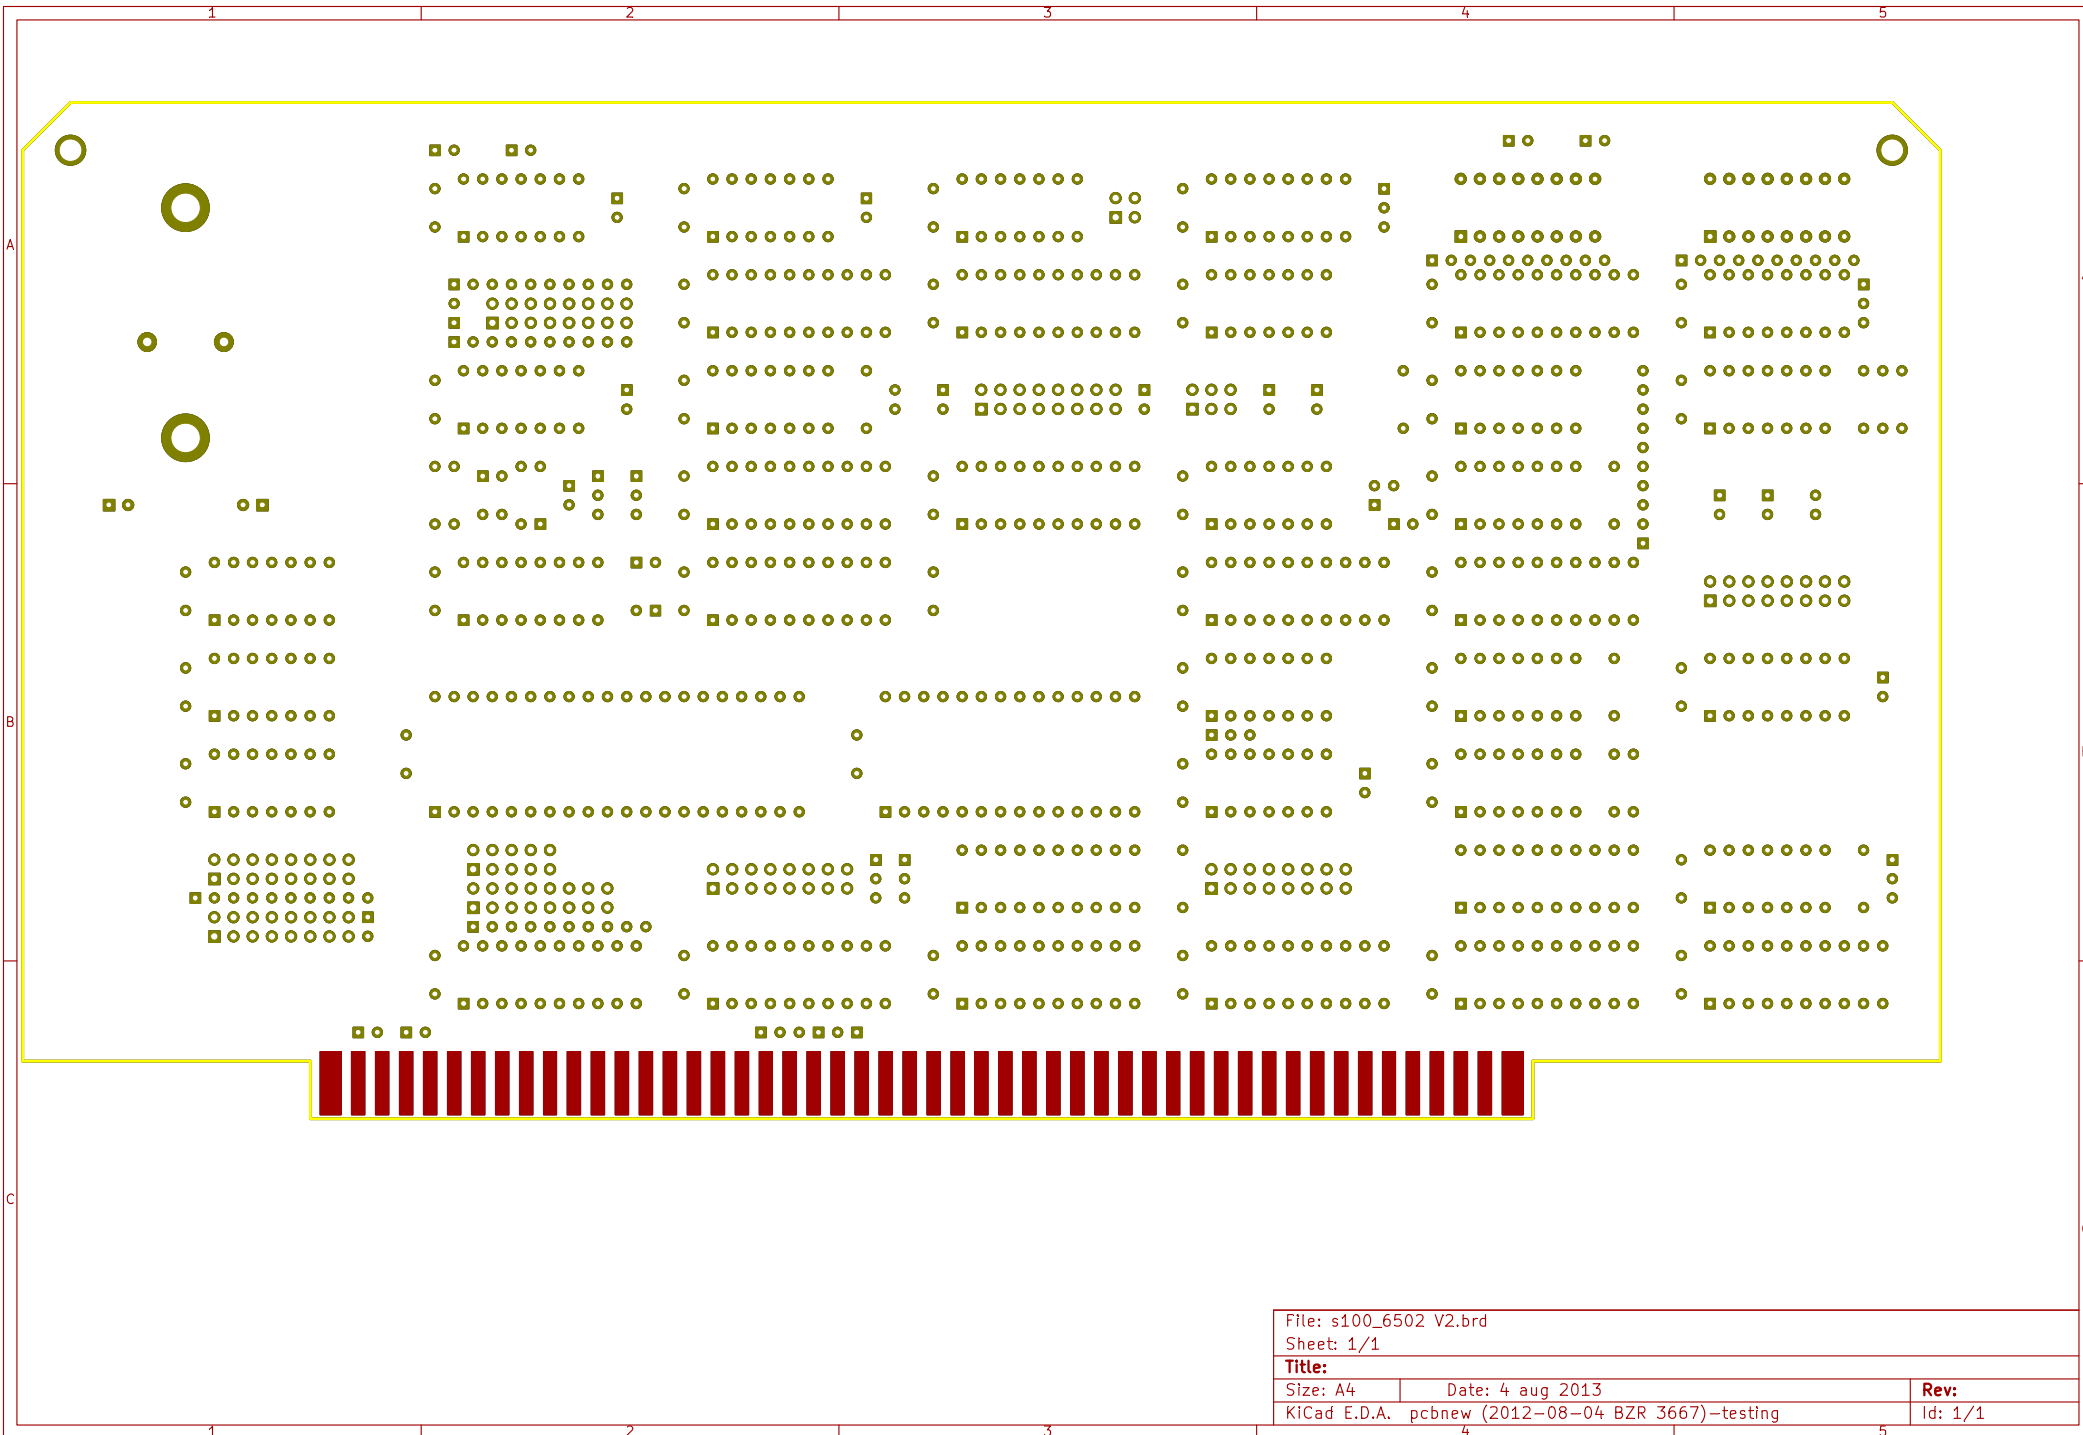 1 2 3 4 5
A
B
C
File: s100_6502 V2.brd
Sheet: 1/1
Title:
Size: A4 Date: 4 aug 2013 Rev:
KiCad E.D.A. pcbnew (2012-08-04 BZR 3667)-testing Id: 1/1
1 2 3 4 5